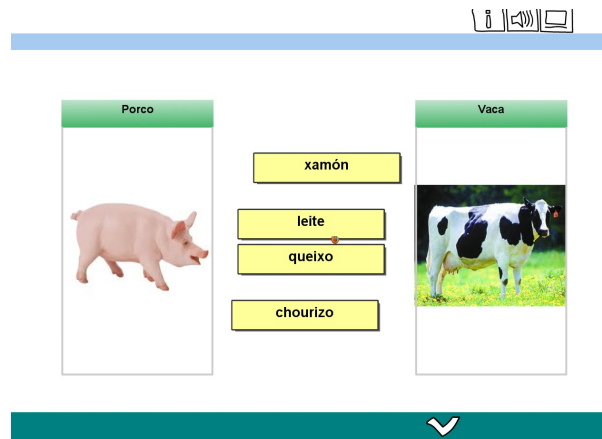 Porco
Vaca
xamón
leite
queixo
chourizo